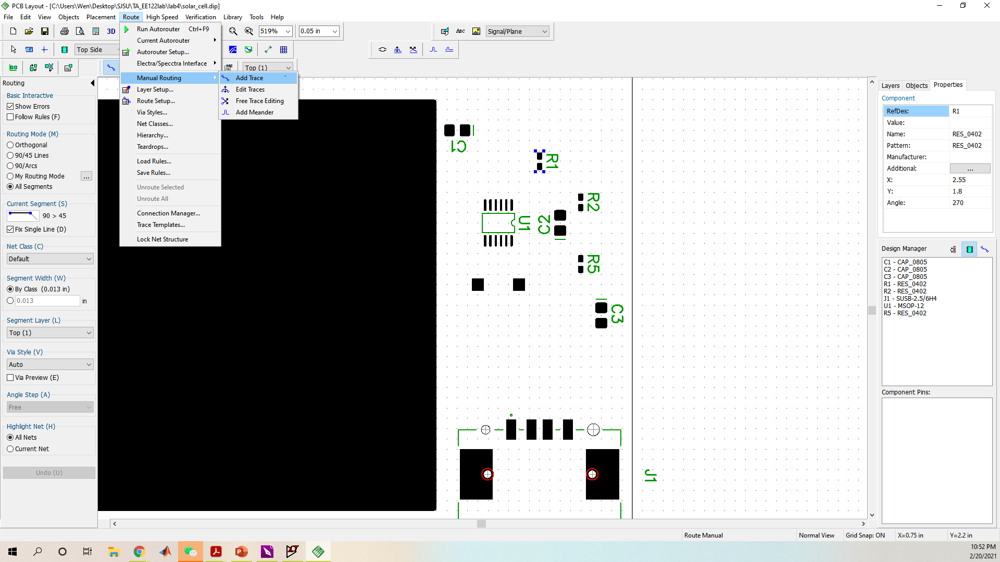 PCB Layout - [C:\Users\Wen\Desktop\SJSU\TA_EE122lab\lab4\solar_cell.dip]
File Edit View Objects Placement Route High Speed Verification Library Tools Help
3D
519%
0.05 in
Abc
Signal/Plane
Top Side
Top (1)
Run Autorouter Ctrl+F9
Current Autorouter
Autorouter Setup...
Electra/Specctra Interface
Manual Routing
Layer Setup...
Route Setup...
Via Styles...
Net Classes...
Hierarchy...
Teardrops...
Load Rules...
Save Rules...
Unroute Selected
Unroute All
Connection Manager...
Trace Templates...
Lock Net Structure
Add Trace `
Edit Traces
Free Trace Editing
Add Meander
Routing
Basic Interactive
Show Errors
Follow Rules (F)
Routing Mode (M)
Orthogonal
90/45 Lines
90/Arcs
My Routing Mode ...
All Segments
Current Segment (S)
90 > 45
Fix Single Line (D)
Net Class (C)
Default
Segment Width (W)
By Class (0.013 in)
0.013 in
Segment Layer (L)
Top (1)
Via Style (V)
Auto
Via Preview (E)
Angle Step (A)
Free
Highlight Net (H)
All Nets
Current Net
Undo (U)
C1
R1
R2
U1
C2
R5
C3
J1
Layers Objects Properties
Component
RefDes: R1
Value:
Name: RES_0402
Pattern: RES_0402
Manufacturer:
Additional: ...
X: 2.55
Y: 1.8
Angle: 270
Design Manager
C1 - CAP_0805
C2 - CAP_0805
C3 - CAP_0805
R1 - RES_0402
R2 - RES_0402
J1 - SUSB-2.5/6H4
U1 - MSOP-12
R5 - RES_0402
Component Pins:
Route Manual
Normal View
Grid Snap: ON
X=0.75 in
Y=2.2 in
10:52 PM
2/20/2021